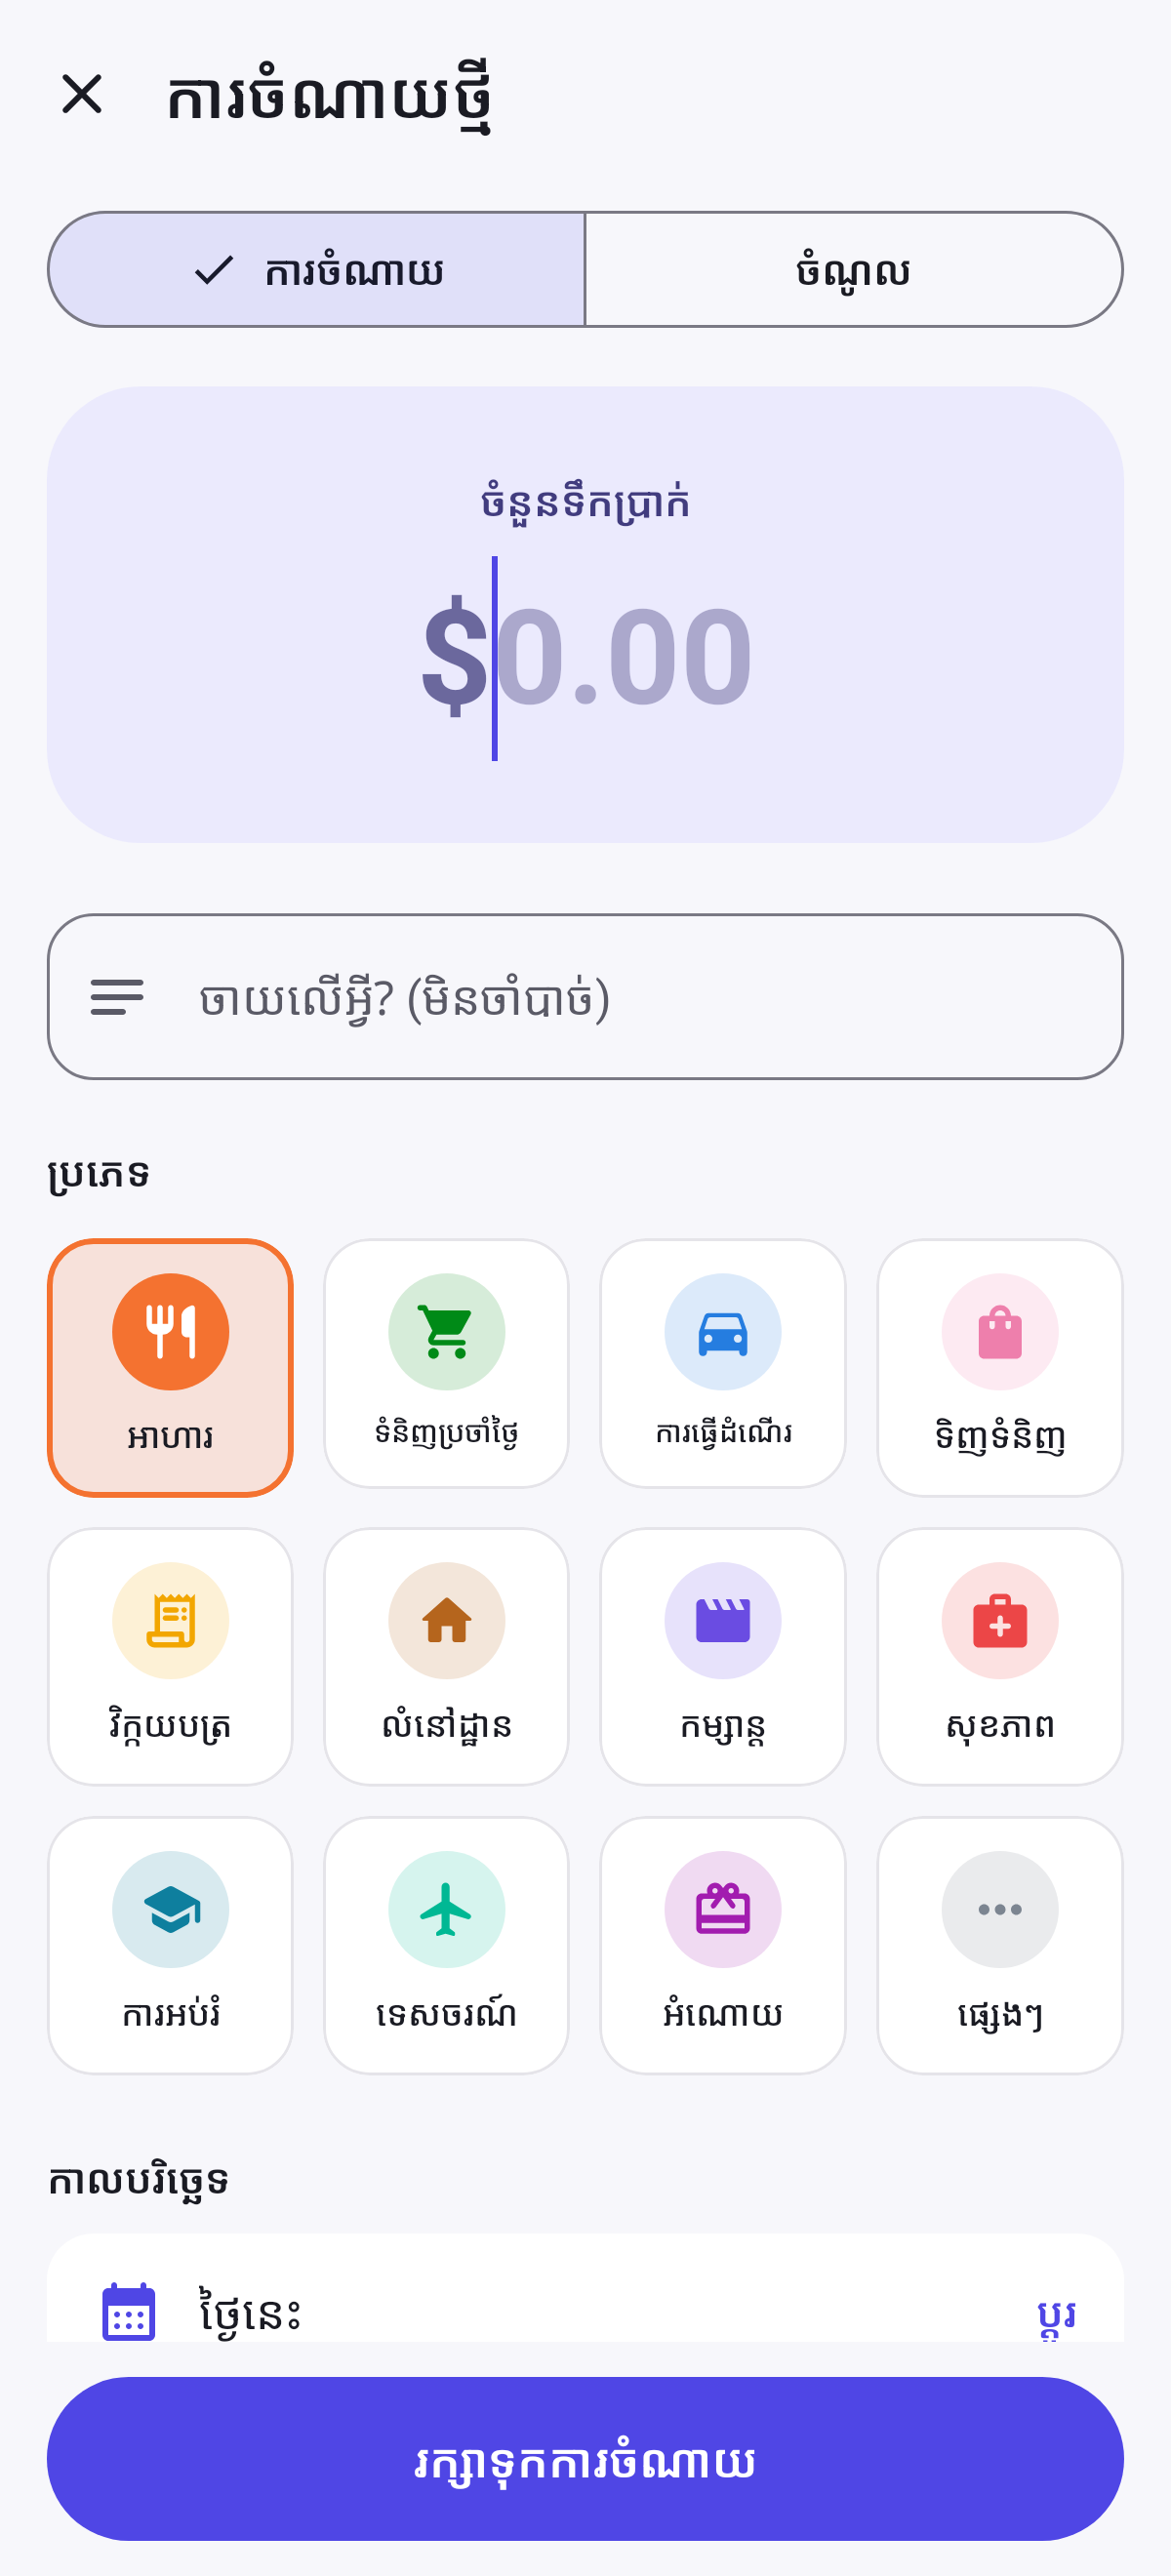 ការចំណាយថ្មី
ការចំណាយ
ចំណូល
ចំនួនទឹកប្រាក់
$0.00
ចាយលើអ្វី? (មិនចាំបាច់)
ប្រភេទ
អាហារ
ទំនិញប្រចាំថ្ងៃ
ការធ្វើដំណើរ
ទិញទំនិញ
វិក្កយបត្រ
លំនៅដ្ឋាន
កម្សាន្ត
សុខភាព
ការអប់រំ
ទេសចរណ៍
អំណោយ
ផ្សេងៗ
កាលបរិច្ឆេទ
ថ្ងៃនេះ
ប្តូរ
រក្សាទុកការចំណាយ